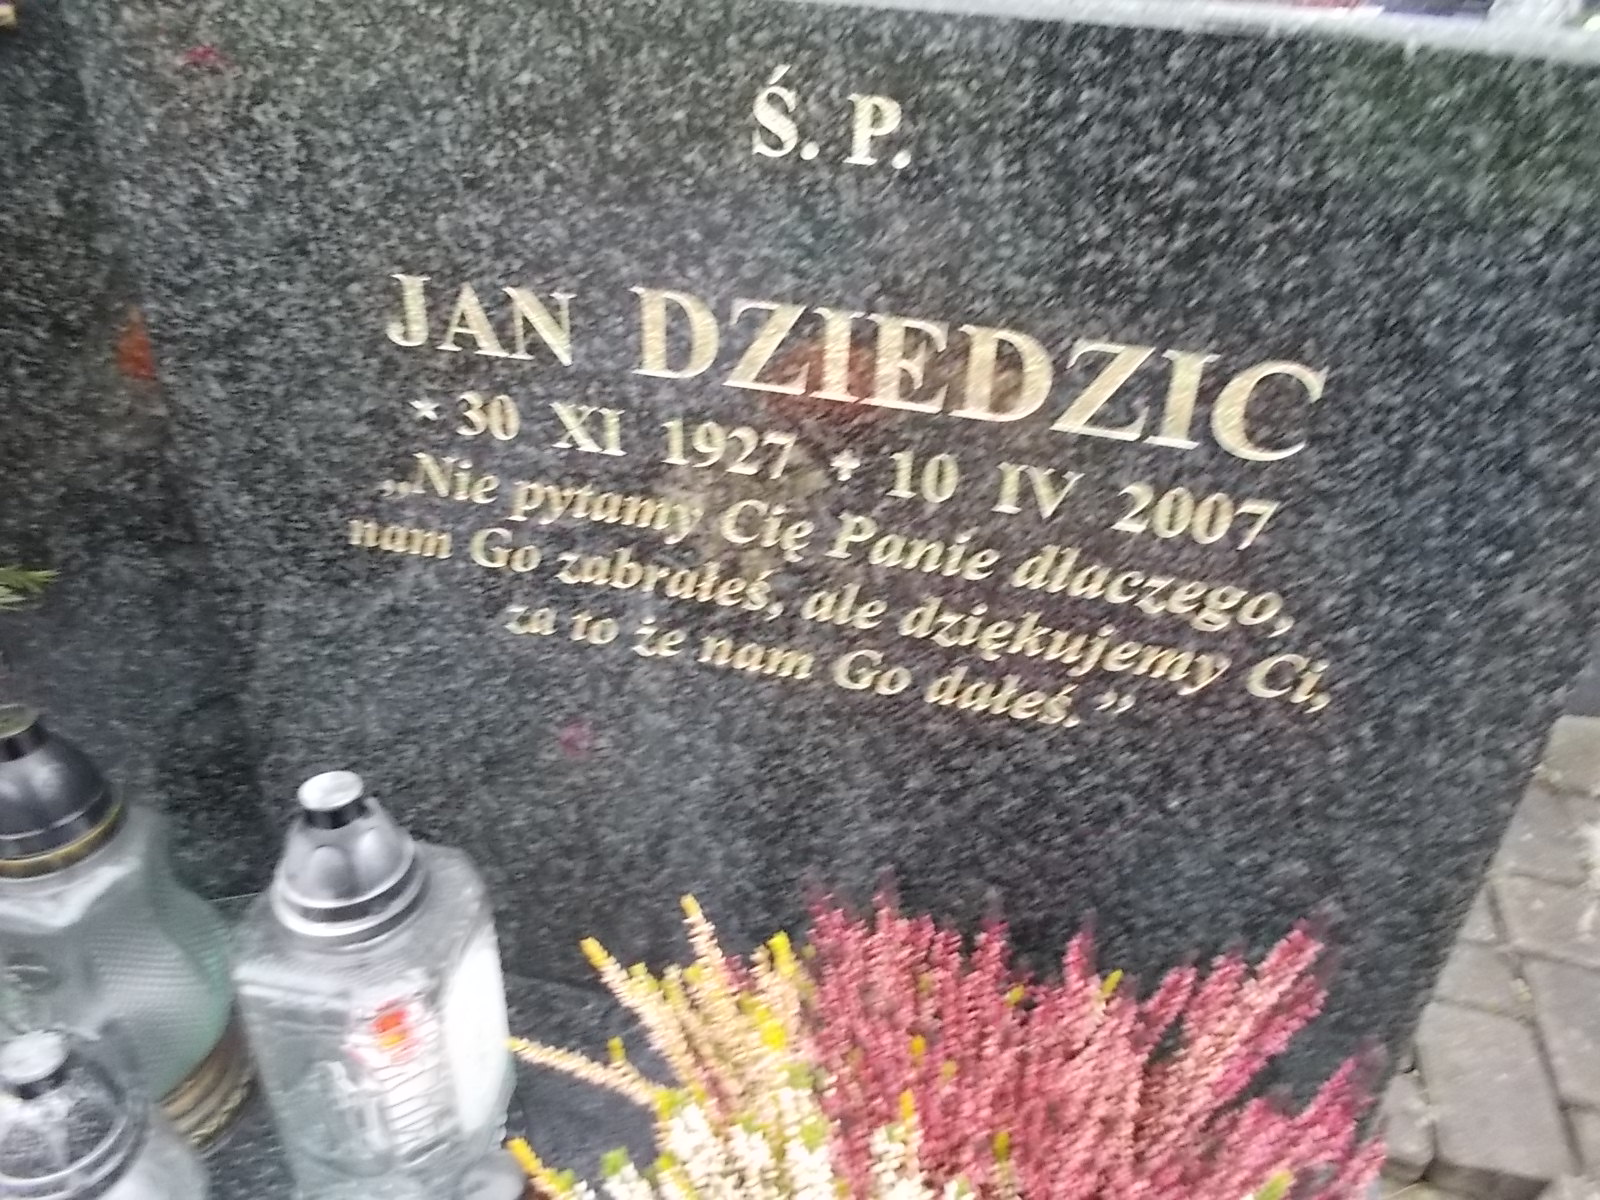 Ś. P.
JAN DZIEDZIC
* 30 XI 1927 + 10 IV 2007
„Nie pytamy Cię Panie dlaczego,
nam Go zabrałeś, ale dziękujemy Ci,
za to że nam Go dałeś.”